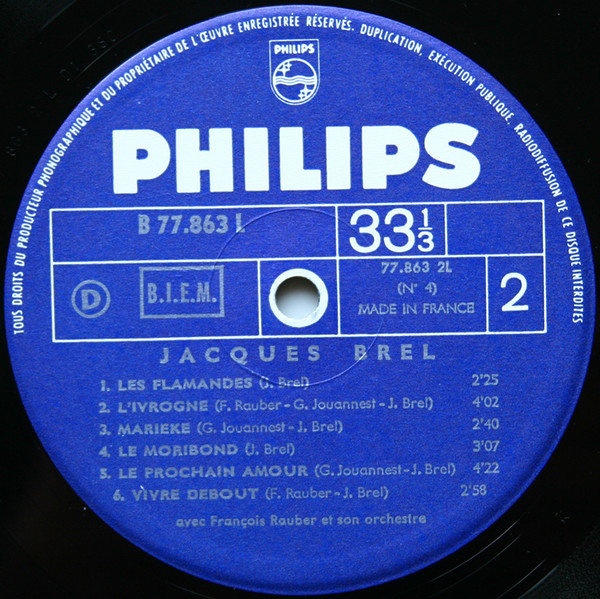 TOUS DROITS DU PRODUCTEUR PHONOGRAPHIQUE ET DU PROPRIÉTAIRE DE L'ŒUVRE ENREGISTRÉE RÉSERVÉS. DUPLICATION, EXÉCUTION PUBLIQUE, RADIODIFFUSION DE CE DISQUE INTERDITES
PHILIPS
PHILIPS
B 77.863 L
33 1/3
D
B.I.E.M.
77.863 2L
(N° 4)
MADE IN FRANCE
2
JACQUES BREL
1. LES FLAMANDES (J. Brel) 2'25
2. L'IVROGNE (F. Rauber - G. Jouannest - J. Brel) 4'02
3. MARIEKE (G. Jouannest - J. Brel) 2'40
4. LE MORIBOND (J. Brel) 3'07
5. LE PROCHAIN AMOUR (G. Jouannest - J. Brel) 4'22
6. VIVRE DEBOUT (F. Rauber - J. Brel) 2'58
avec François Rauber et son orchestre